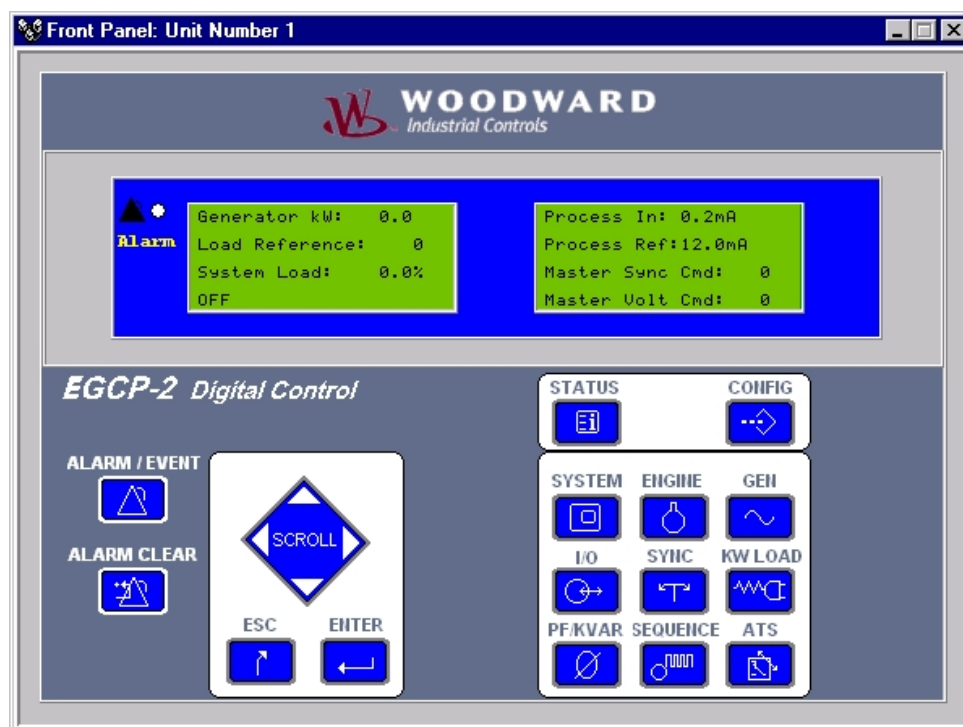 Front Panel: Unit Number 1
WOODWARD
Industrial Controls
Alarm
Generator kW: 0.0
Load Reference: 0
System Load: 0.0%
OFF
Process In: 0.2mA
Process Ref:12.0mA
Master Sync Cmd: 0
Master Volt Cmd: 0
EGCP-2 Digital Control
ALARM / EVENT
ALARM CLEAR
SCROLL
ESC ENTER
STATUS CONFIG
SYSTEM ENGINE GEN
I/O SYNC KW LOAD
PF/KVAR SEQUENCE ATS